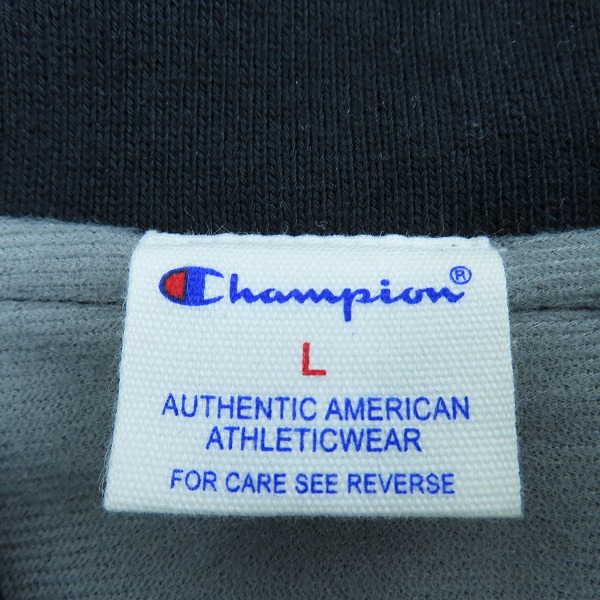 Champion®
L
AUTHENTIC AMERICAN
ATHLETICWEAR
FOR CARE SEE REVERSE